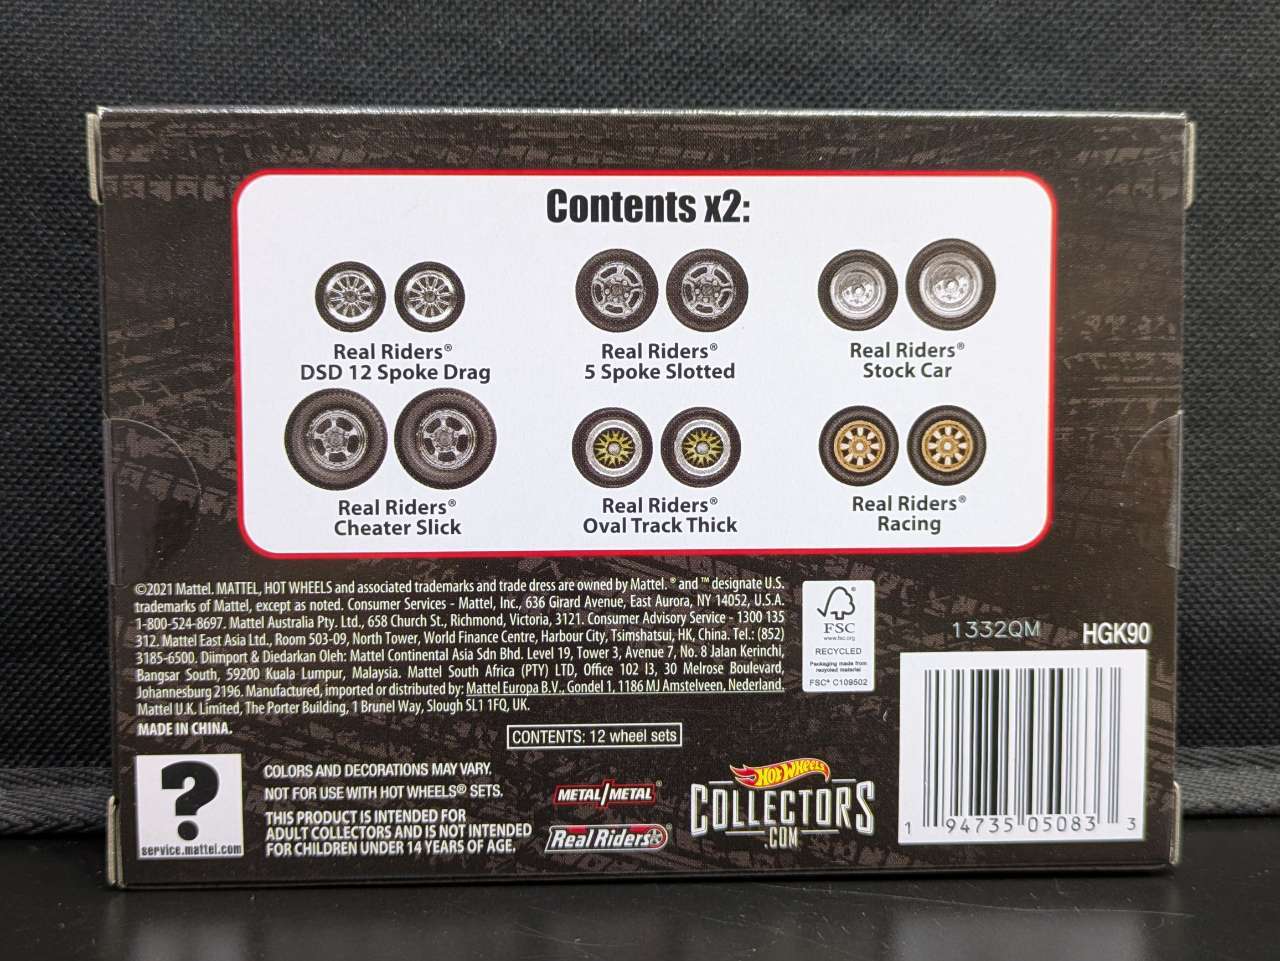 Contents x2:
Real Riders®
DSD 12 Spoke Drag
Real Riders®
5 Spoke Slotted
Real Riders®
Stock Car
Real Riders®
Cheater Slick
Real Riders®
Oval Track Thick
Real Riders®
Racing
©2021 Mattel. MATTEL, HOT WHEELS and associated trademarks and trade dress are owned by Mattel. ® and ™ designate U.S.
trademarks of Mattel, except as noted. Consumer Services - Mattel, Inc., 636 Girard Avenue, East Aurora, NY 14052, U.S.A.
1-800-524-8697. Mattel Australia Pty. Ltd., 658 Church St., Richmond, Victoria, 3121. Consumer Advisory Service - 1300 135
312. Mattel East Asia Ltd., Room 503-09, North Tower, World Finance Centre, Harbour City, Tsimshatsui, HK, China. Tel.: (852)
3185-6500. Diimport & Diedarkan Oleh: Mattel Continental Asia Sdn Bhd. Level 19, Tower 3, Avenue 7, No. 8 Jalan Kerinchi,
Bangsar South, 59200 Kuala Lumpur, Malaysia. Mattel South Africa (PTY) LTD, Office 102 I3, 30 Melrose Boulevard,
Johannesburg 2196. Manufactured, imported or distributed by: Mattel Europa B.V., Gondel 1, 1186 MJ Amstelveen, Nederland.
Mattel U.K. Limited, The Porter Building, 1 Brunel Way, Slough SL1 1FQ, UK.
MADE IN CHINA.
FSC
www.fsc.org
RECYCLED
Packaging made from
recycled material
FSC® C109502
1332QM
HGK90
CONTENTS: 12 wheel sets
?
service.mattel.com
COLORS AND DECORATIONS MAY VARY.
NOT FOR USE WITH HOT WHEELS® SETS.
THIS PRODUCT IS INTENDED FOR
ADULT COLLECTORS AND IS NOT INTENDED
FOR CHILDREN UNDER 14 YEARS OF AGE.
METAL/METAL®
Real Riders®
HOT WHEELS
COLLECTORS
.COM
1 94735 05083 3